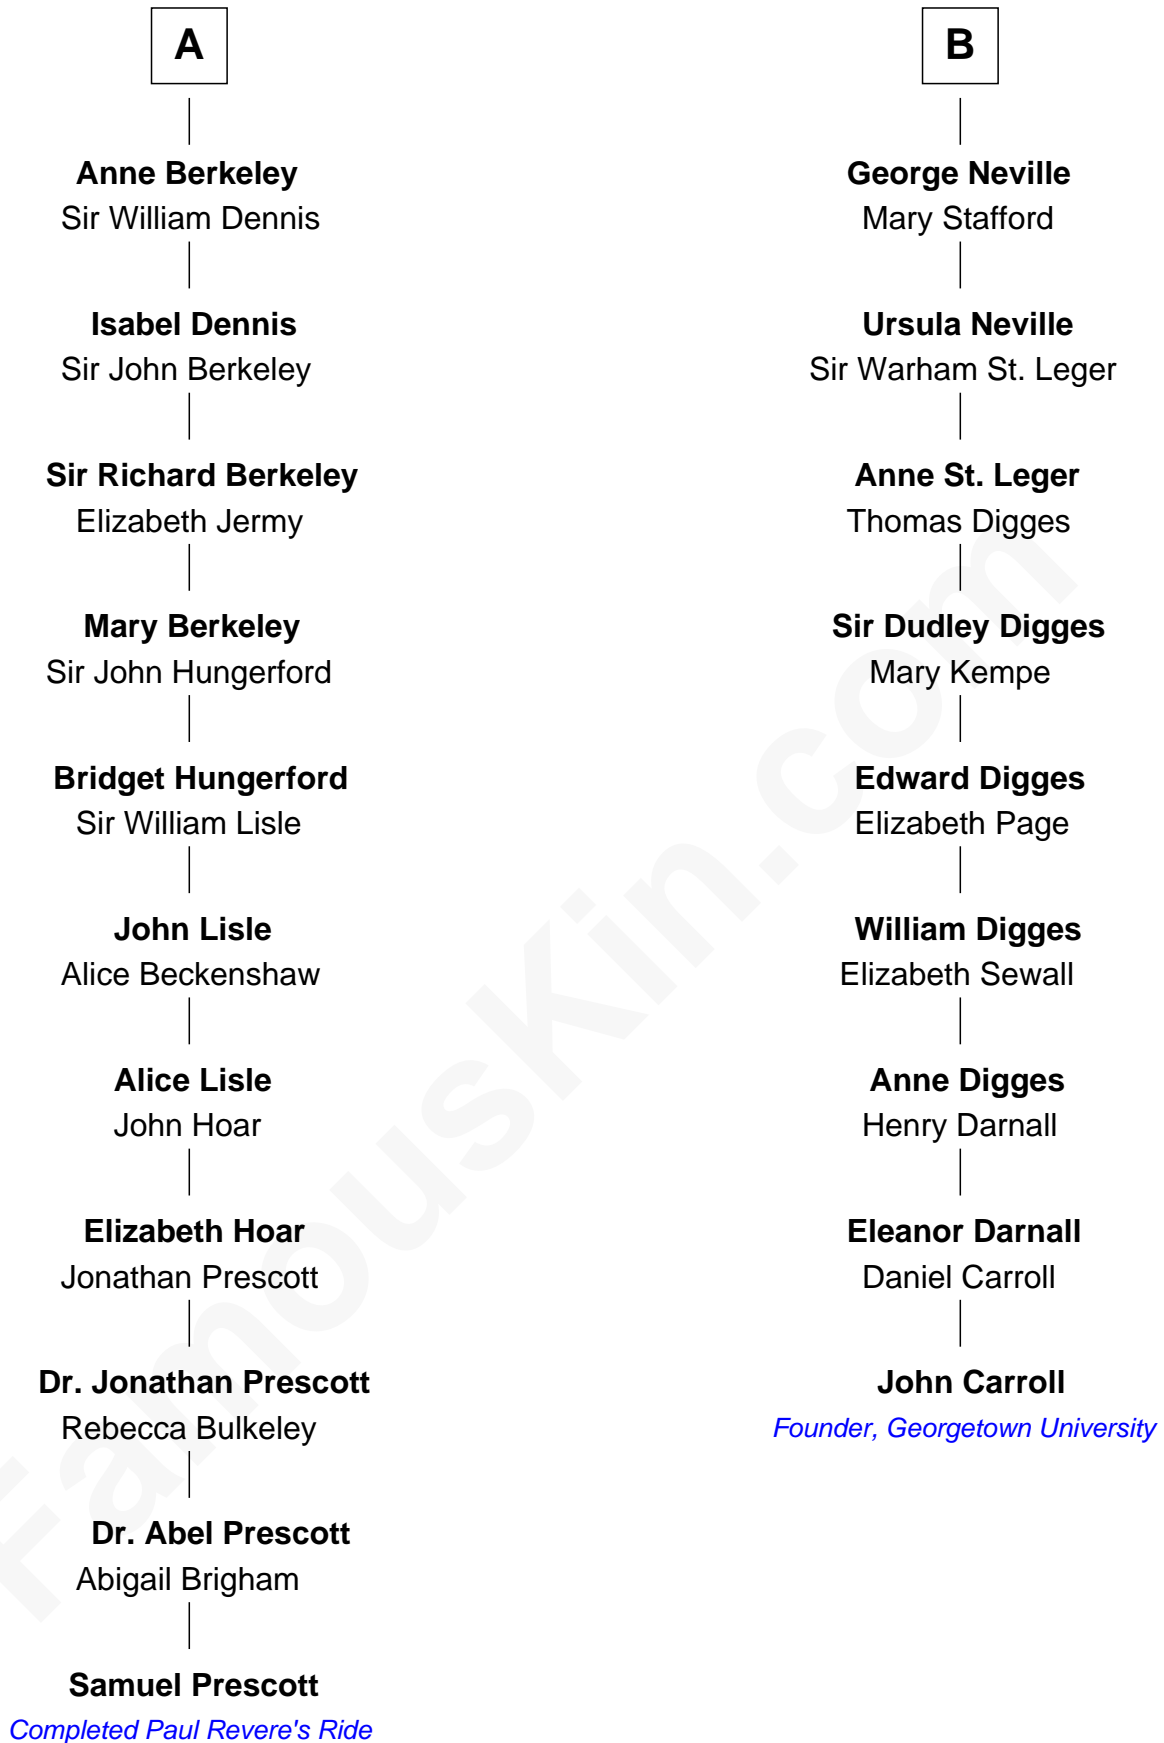 A
Anne Berkeley
Sir William Dennis
Isabel Dennis
Sir John Berkeley
Sir Richard Berkeley
Elizabeth Jermy
Mary Berkeley
Sir John Hungerford
Bridget Hungerford
Sir William Lisle
John Lisle
Alice Beckenshaw
Alice Lisle
John Hoar
Elizabeth Hoar
Jonathan Prescott
Dr. Jonathan Prescott
Rebecca Bulkeley
Dr. Abel Prescott
Abigail Brigham
Samuel Prescott
Completed Paul Revere's Ride
B
George Neville
Mary Stafford
Ursula Neville
Sir Warham St. Leger
Anne St. Leger
Thomas Digges
Sir Dudley Digges
Mary Kempe
Edward Digges
Elizabeth Page
William Digges
Elizabeth Sewall
Anne Digges
Henry Darnall
Eleanor Darnall
Daniel Carroll
John Carroll
Founder, Georgetown University
FamousKin.com